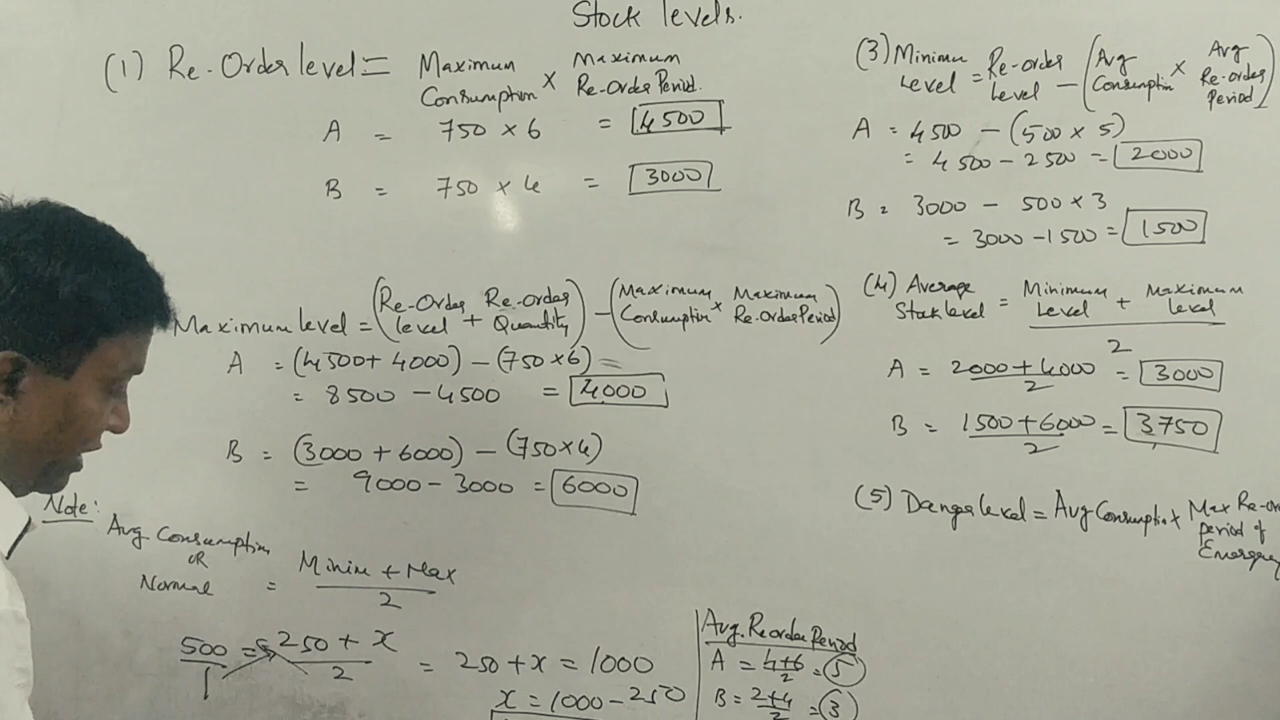 Stock levels.
(1) Re-Order level = Maximum Consumption × Maximum Re-Order Period.
A = 750 × 6 = 4500
B = 750 × 4 = 3000
Maximum level = (Re-Order level + Re-order Quantity) - (Maximum Consumption × Maximum Re-Order Period)
A = (4500 + 4000) - (750 × 6) =
= 8500 - 4500 = 4000
B = (3000 + 6000) - (750 × 4)
= 9000 - 3000 = 6000
Note:
Avg. Consumption OR Normal = Minim + Max / 2
500 / 1 = 250 + x / 2 = 250 + x = 1000
x = 1000 - 250
Avg. Reorder Period
A = 4+6 / 2 = 5
B = 2+4 / 2 = 3
(3) Minimum Level = Re-order Level - (Avg Consumption × Avg Re-order Period)
A = 4500 - (500 × 5)
= 4500 - 2500 = 2000
B = 3000 - 500 × 3
= 3000 - 1500 = 1500
(4) Average Stock level = Minimum Level + Maximum Level / 2
A = 2000 + 4000 / 2 = 3000
B = 1500 + 6000 / 2 = 3750
(5) Danger level = Avg Consumption × Max Re-or period of Emergency